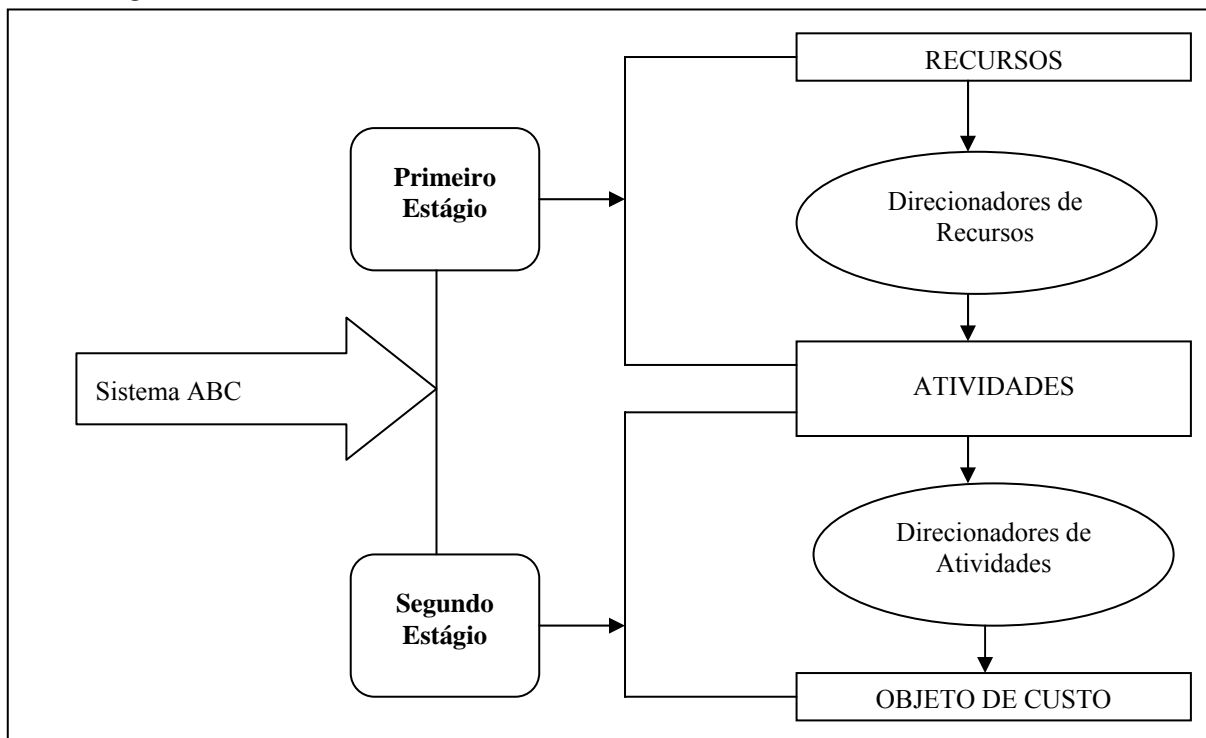 RECURSOS
Primeiro
Estágio
Direcionadores de
Recursos
Sistema ABC
ATIVIDADES
Direcionadores de
Atividades
Segundo
Estágio
OBJETO DE CUSTO